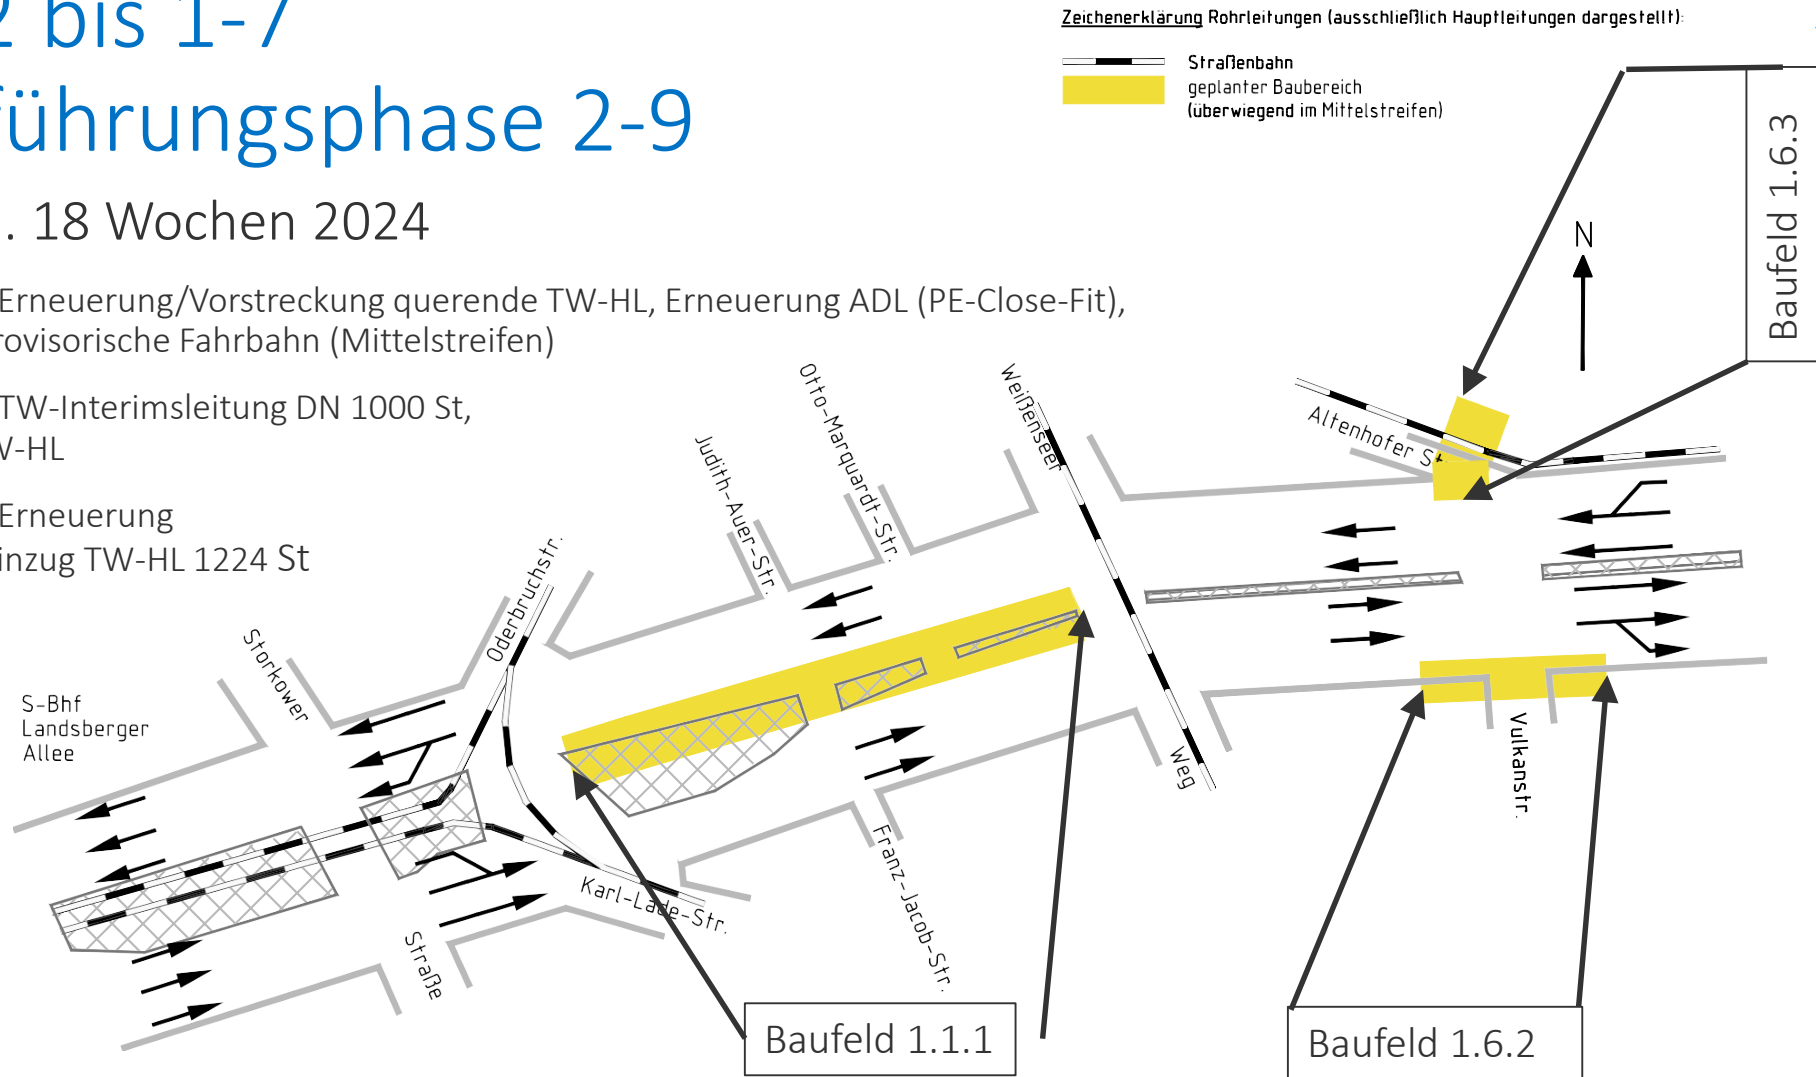 2 bis 1-7
führungsphase 2-9
. 18 Wochen 2024
Erneuerung/Vorstreckung querende TW-HL, Erneuerung ADL (PE-Close-Fit),
rovisorische Fahrbahn (Mittelstreifen)
TW-Interimsleitung DN 1000 St,
W-HL
Erneuerung
inzug TW-HL 1224 St
Zeichenerklärung Rohrleitungen (ausschließlich Hauptleitungen dargestellt):
Straßenbahn
geplanter Baubereich
(überwiegend im Mittelstreifen)
Baufeld 1.6.3
N
Altenhofer St
Weißenseer
Weg
Otto-Marquardt-Str.
Judith-Auer-Str.
Oderbruchstr.
Storkower
Straße
S-Bhf
Landsberger
Allee
Karl-Lade-Str.
Franz-Jacob-Str.
Vulkanstr.
Baufeld 1.1.1
Baufeld 1.6.2